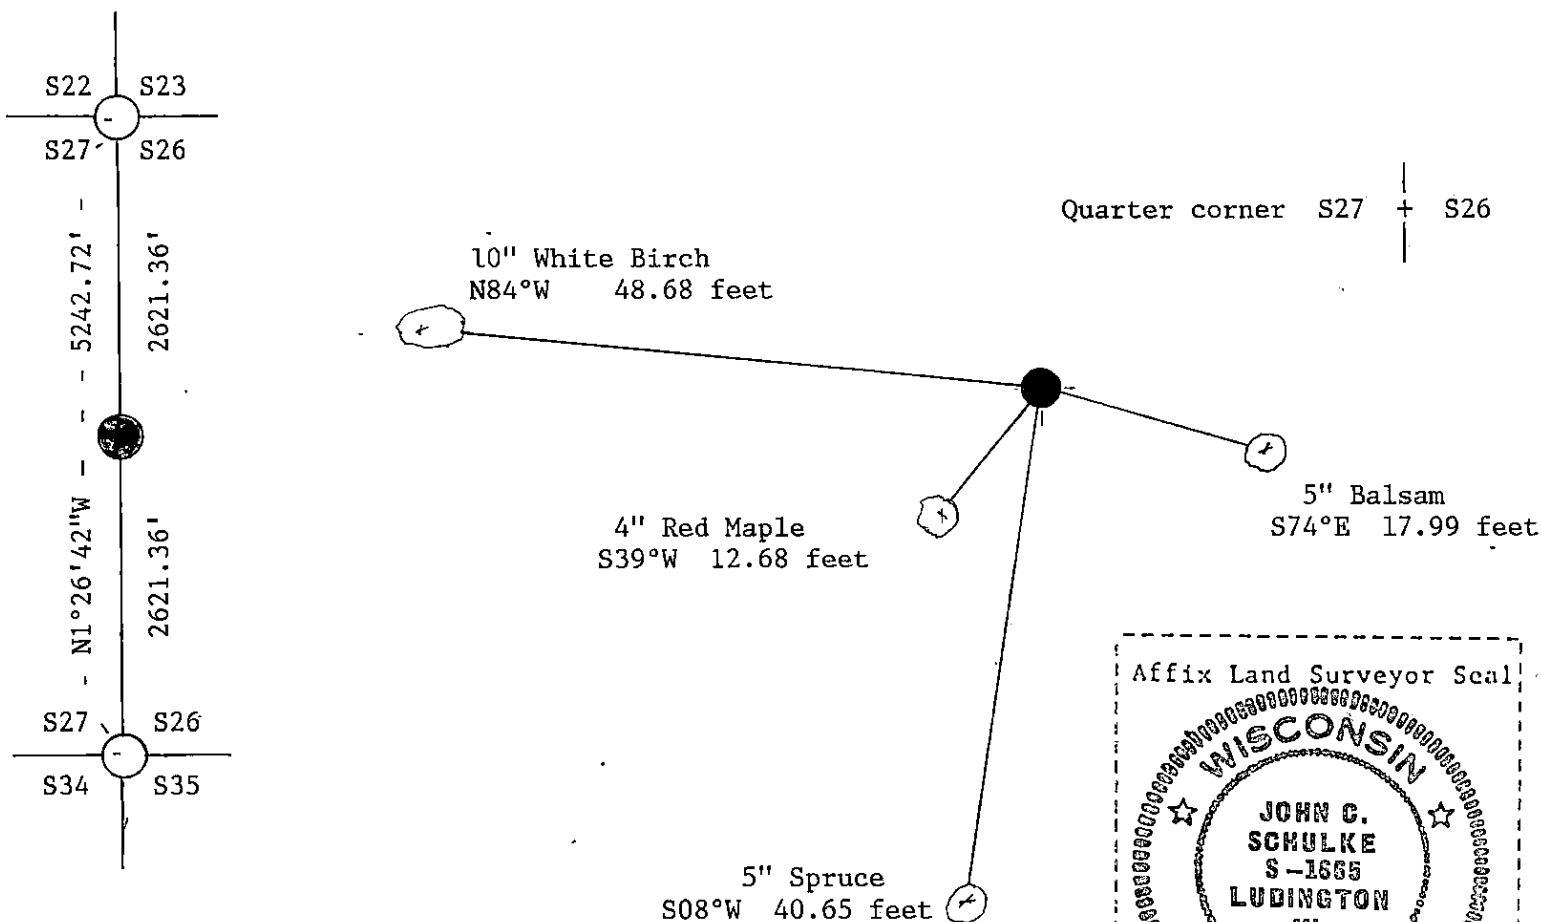 S22 S23
S27 S26
Quarter corner S27 + S26
5242.72'
2621.36'
10" White Birch
N84°W 48.68 feet
N1°26'42"W
2621.36'
4" Red Maple
S39°W 12.68 feet
5" Balsam
S74°E 17.99 feet
S27 S26
S34 S35
5" Spruce
S08°W 40.65 feet
Affix Land Surveyor Seal
WISCONSIN
JOHN C.
SCHULKE
S-1665
LUDINGTON